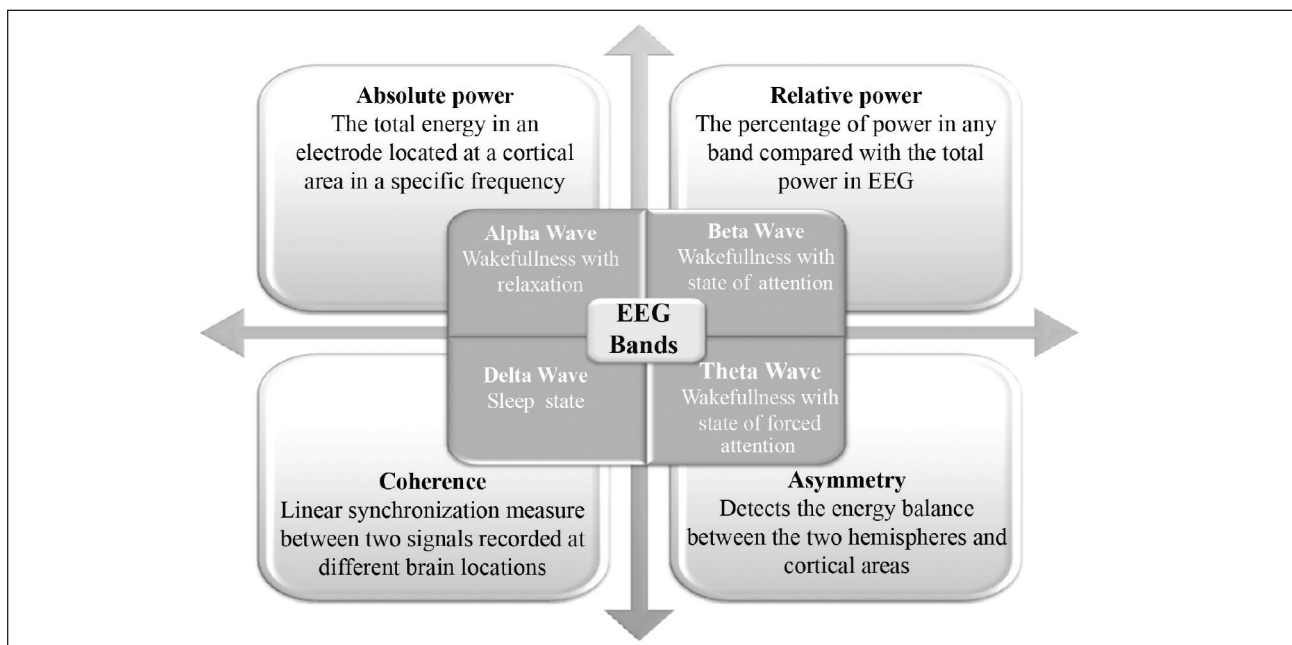 Absolute power
The total energy in an
electrode located at a cortical
area in a specific frequency
Relative power
The percentage of power in any
band compared with the total
power in EEG
Alpha Wave
Wakefullness with
relaxation
Beta Wave
Wakefullness with
state of attention
EEG
Bands
Delta Wave
Sleep state
Theta Wave
Wakefullness with
state of forced
attention
Coherence
Linear synchronization measure
between two signals recorded at
different brain locations
Asymmetry
Detects the energy balance
between the two hemispheres and
cortical areas